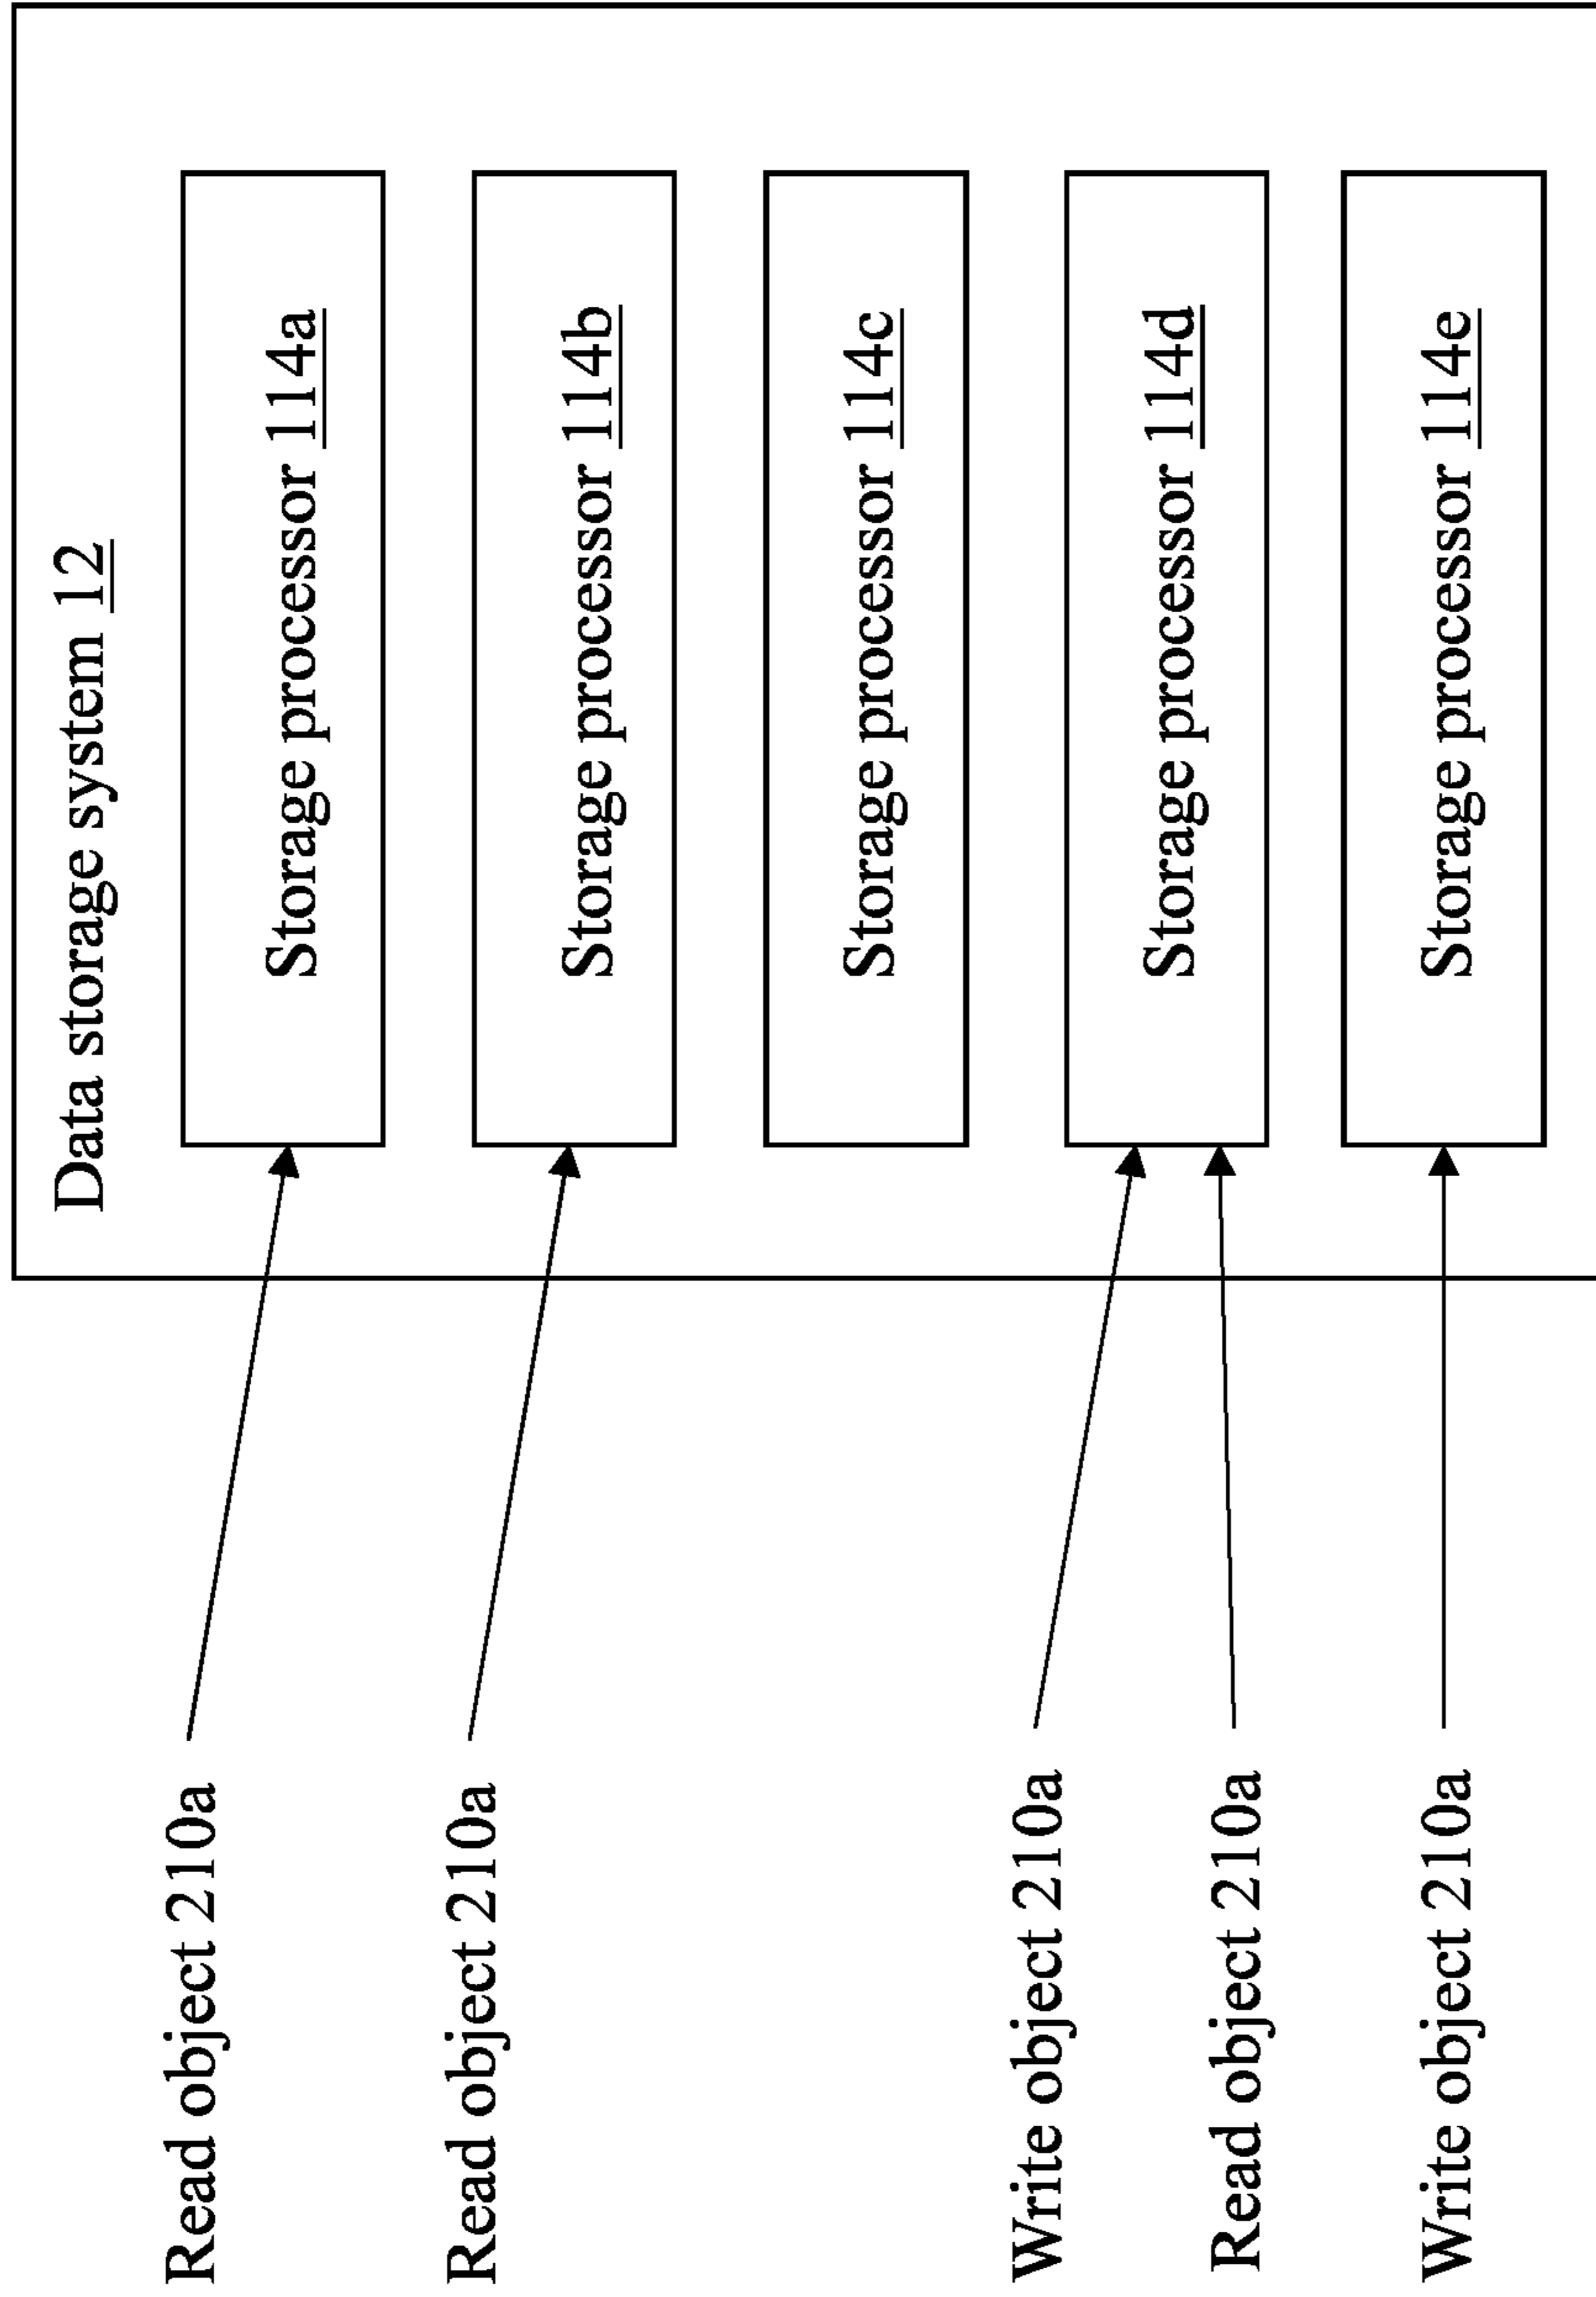 Data storage system 12
Read object 210a
Storage processor 114a
Read object 210a
Storage processor 114b
Storage processor 114c
Write object 210a
Storage processor 114d
Read object 210a
Write object 210a
Storage processor 114e